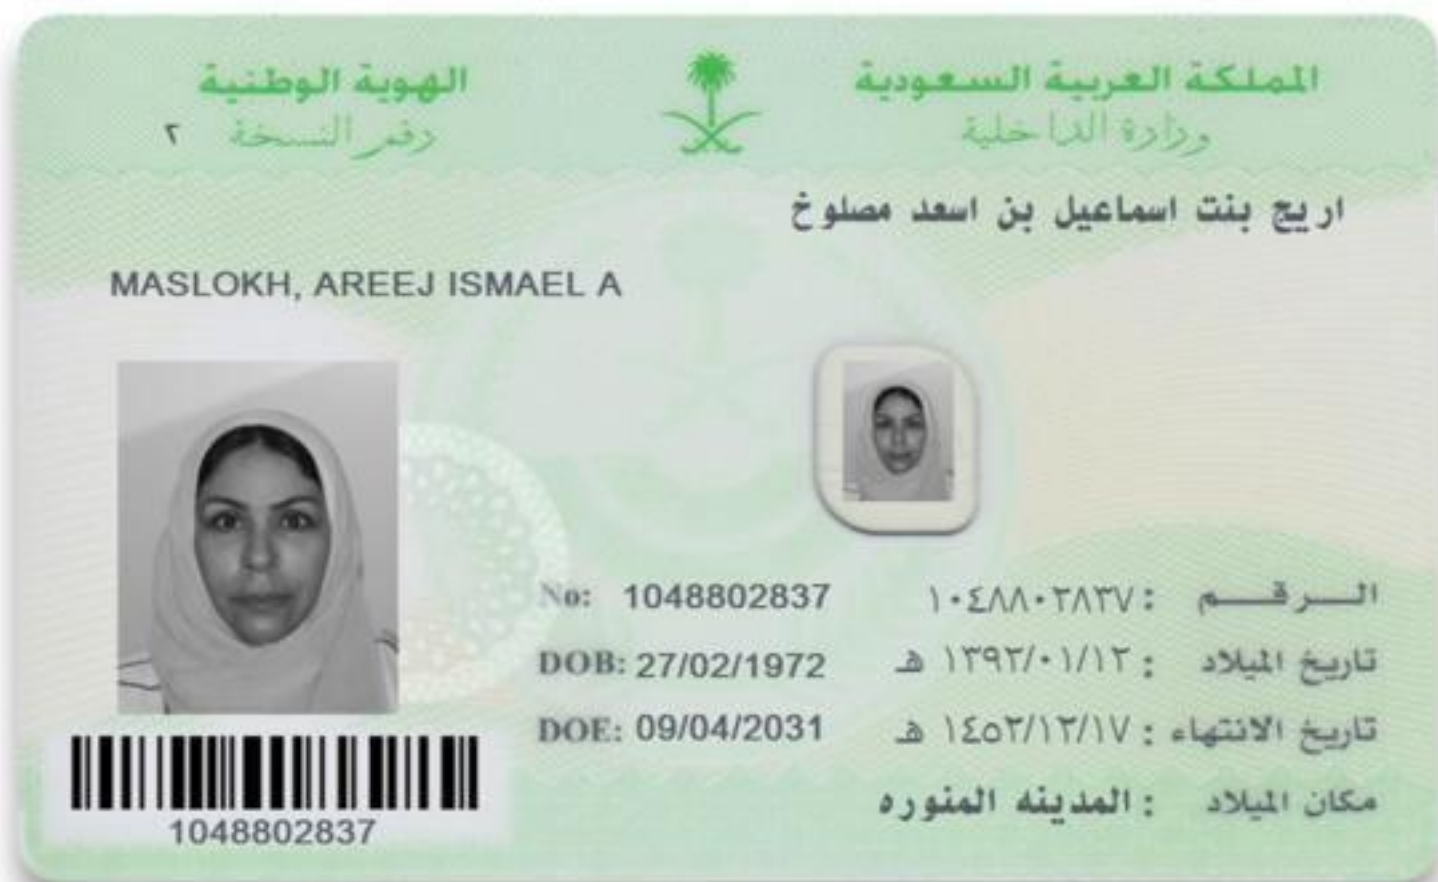 المملكة العربية السعودية
وزارة الداخلية
الهوية الوطنية
رقم النسخة ٢
اريج بنت اسماعيل بن اسعد مصلوخ
MASLOKH, AREEJ ISMAEL A
الرقم : ١٠٤٨٨٠٢٨٣٧ No: 1048802837
تاريخ الميلاد : ١٣٩٢/٠١/١٢ هـ DOB: 27/02/1972
تاريخ الانتهاء : ١٤٥٢/١٢/١٧ هـ DOE: 09/04/2031
مكان الميلاد : المدينه المنوره
1048802837